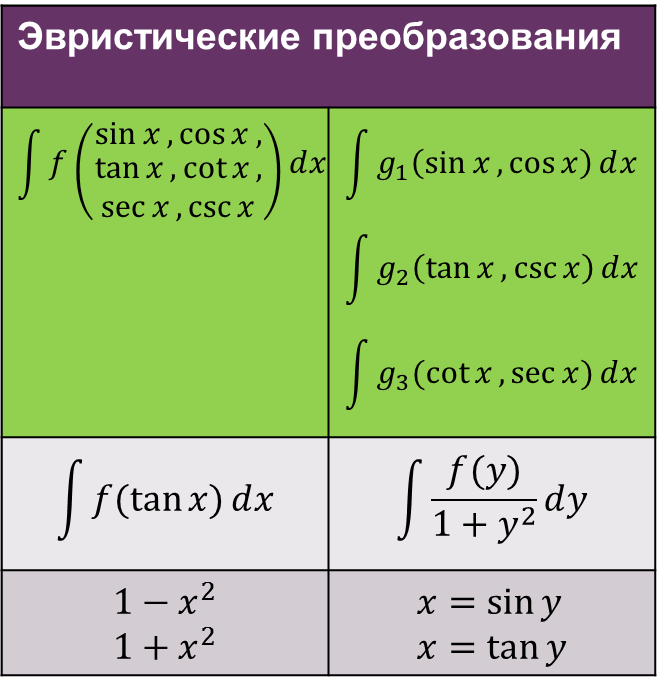 Эвристические преобразования
∫ f(sin x , cos x ,
tan x , cot x ,
sec x , csc x) dx
∫ g₁(sin x , cos x) dx
∫ g₂(tan x , csc x) dx
∫ g₃(cot x , sec x) dx
∫ f(tan x) dx
∫ f(y)/(1 + y²) dy
1 − x²
1 + x²
x = sin y
x = tan y